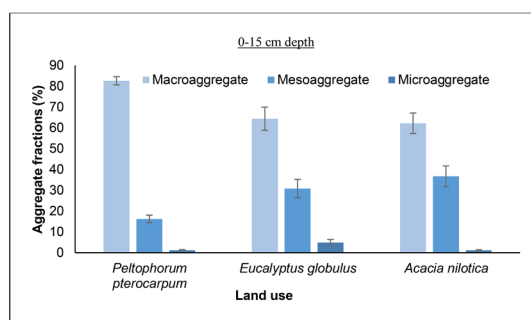 0-15 cm depth
Macroaggregate Mesoaggregate Microaggregate
Aggregate fractions (%)
90
80
70
60
50
40
30
20
10
0
Peltophorum pterocarpum
Eucalyptus globulus
Acacia nilotica
Land use